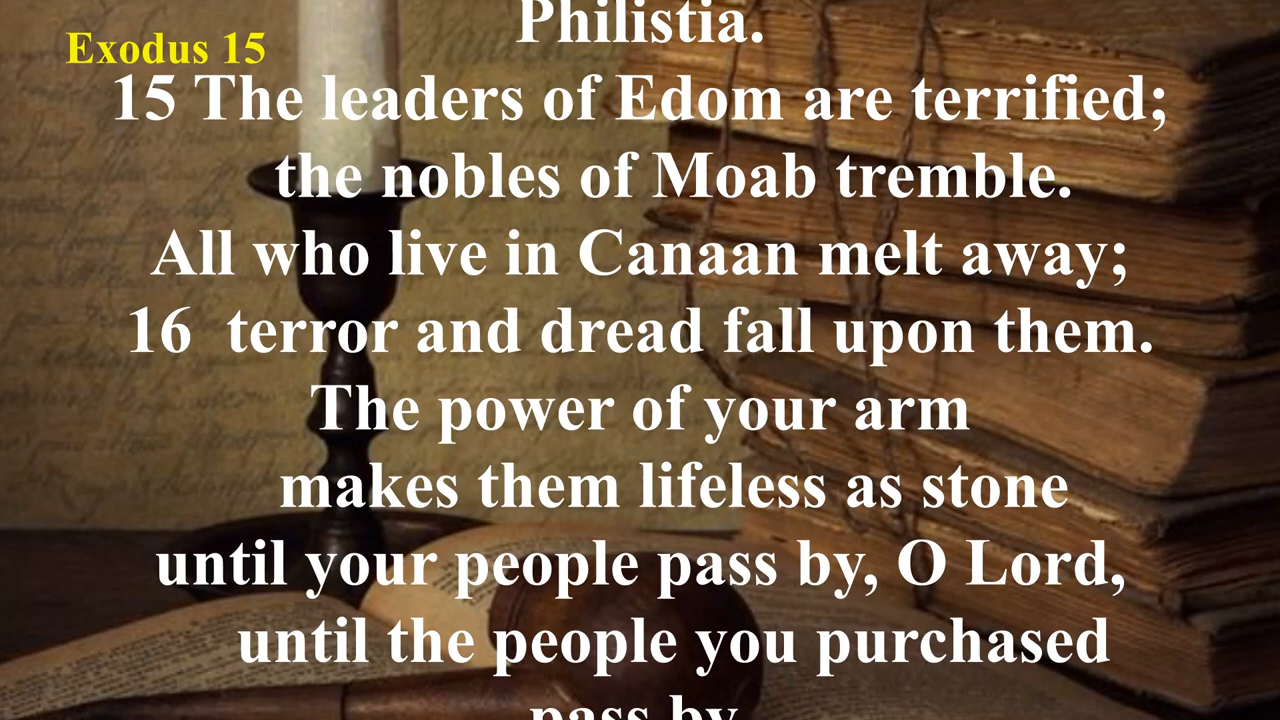 Philistia.
Exodus 15
15 The leaders of Edom are terrified;
the nobles of Moab tremble.
All who live in Canaan melt away;
16  terror and dread fall upon them.
The power of your arm
makes them lifeless as stone
until your people pass by, O Lord,
until the people you purchased
pass by.